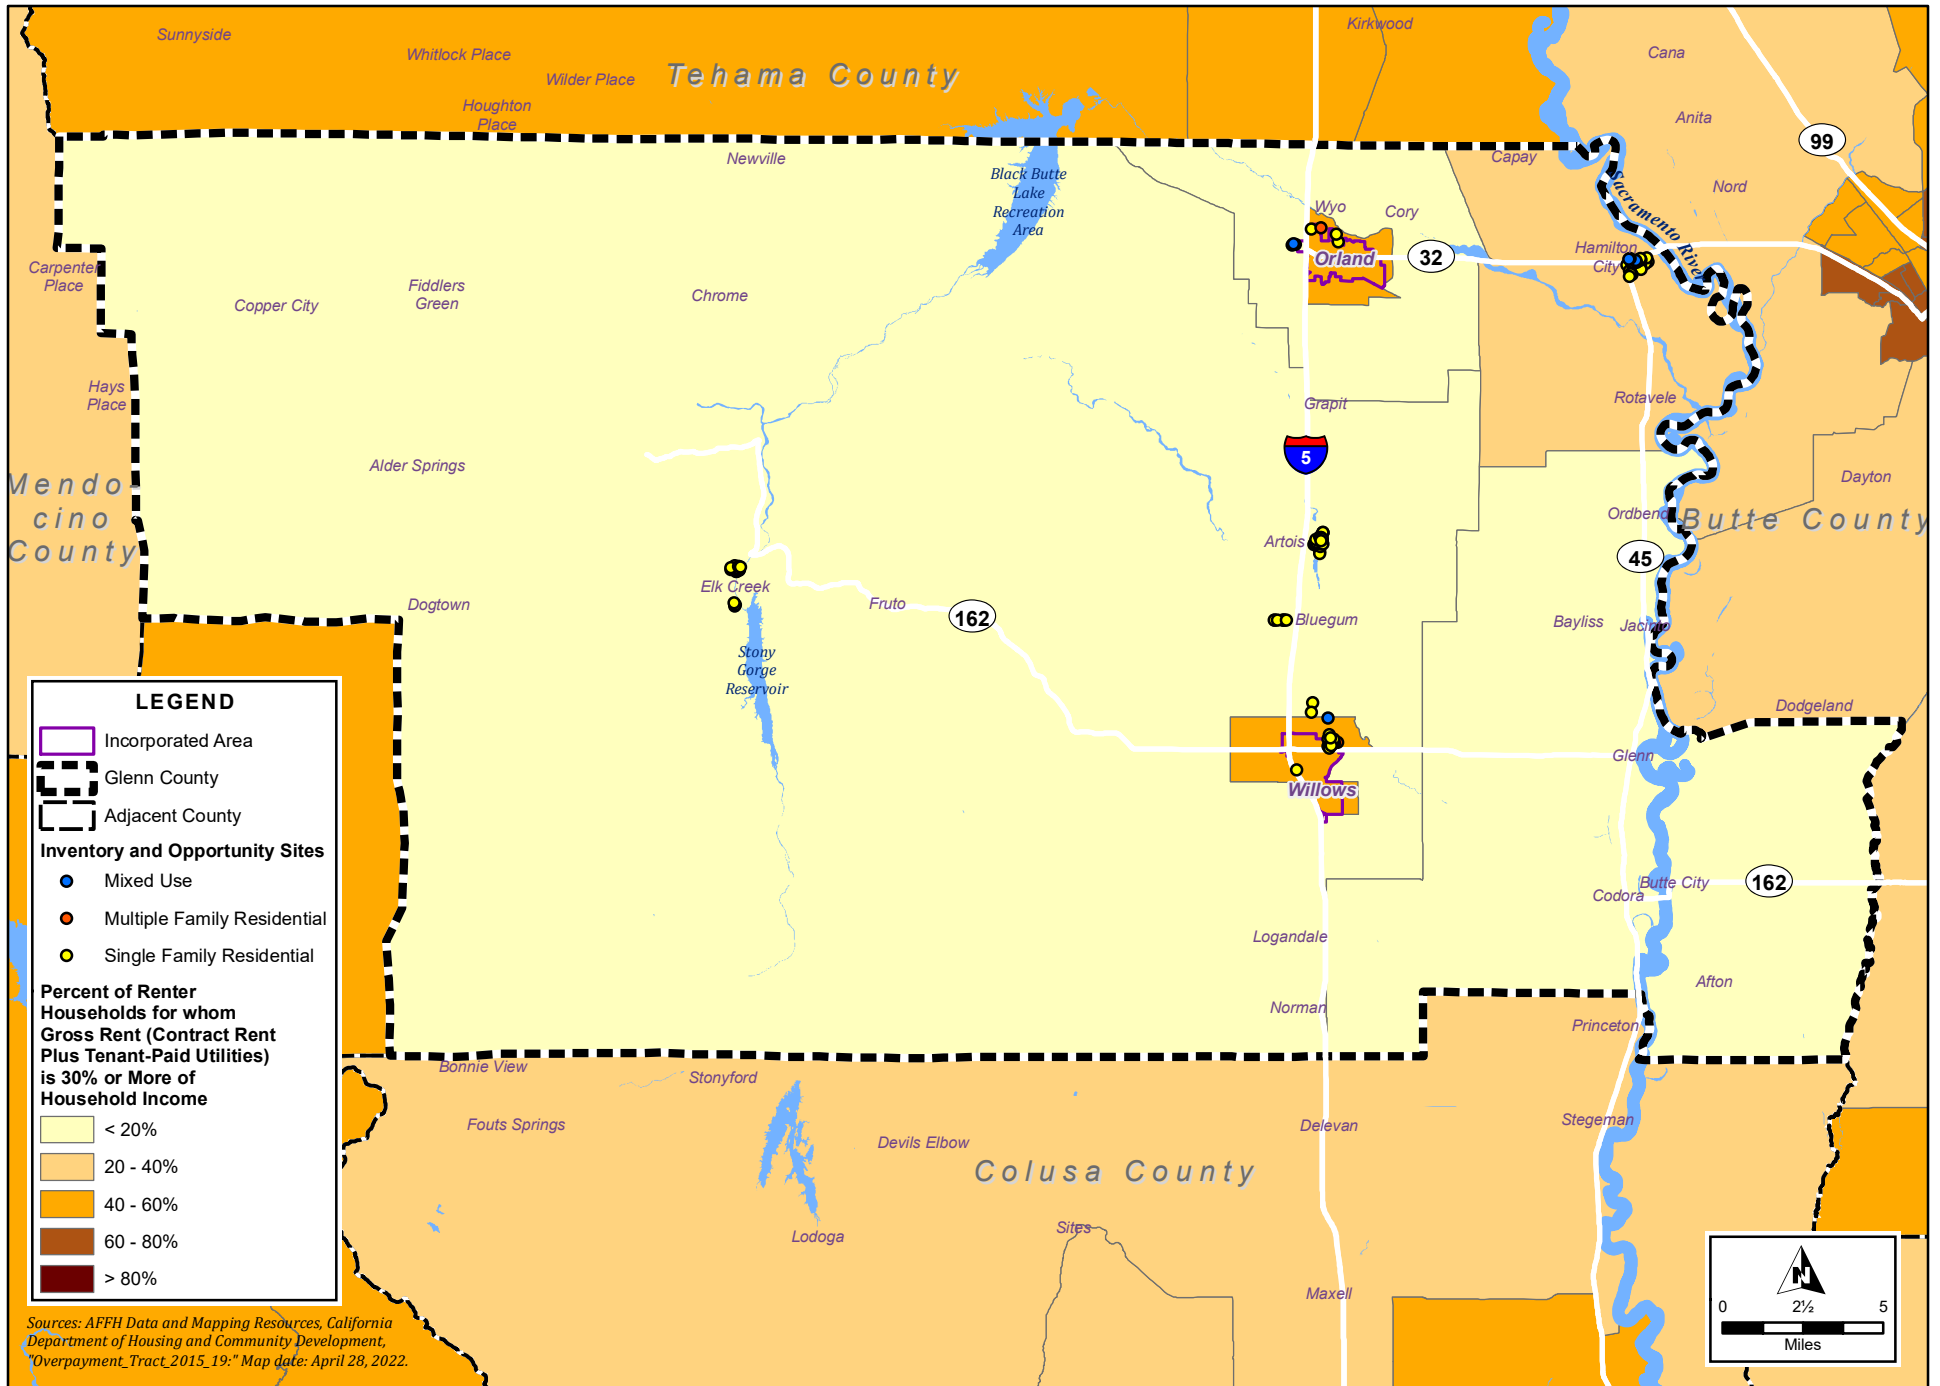 Sunnyside
Whitlock Place
Wilder Place
Houghton
Place
Tehama County
Kirkwood
Cana
Anita
99
Nord
Capay
Newville
Black Butte
Lake
Recreation
Area
Wyo
Cory
Orland
32
Hamilton
City
Sacramento River
Carpenter
Place
Copper City
Fiddlers
Green
Chrome
Hays
Place
Grapit
Rotavele
5
Alder Springs
Mendo-
cino
County
Dayton
Ordbend
Butte County
Artois
45
Elk Creek
Dogtown
Fruto
162
Bluegum
Bayliss
Jacinto
Stony
Gorge
Reservoir
Dodgeland
Glenn
Willows
Butte City
162
Codora
Logandale
Afton
Norman
Princeton
Bonnie View
Stonyford
Fouts Springs
Devils Elbow
Delevan
Stegeman
Colusa County
Lodoga
Sites
Maxell
LEGEND
Incorporated Area
Glenn County
Adjacent County
Inventory and Opportunity Sites
Mixed Use
Multiple Family Residential
Single Family Residential
Percent of Renter
Households for whom
Gross Rent (Contract Rent
Plus Tenant-Paid Utilities)
is 30% or More of
Household Income
< 20%
20 - 40%
40 - 60%
60 - 80%
> 80%
Sources: AFFH Data and Mapping Resources, California
Department of Housing and Community Development,
"Overpayment_Tract_2015_19:" Map date: April 28, 2022.
N
0 2½ 5
Miles